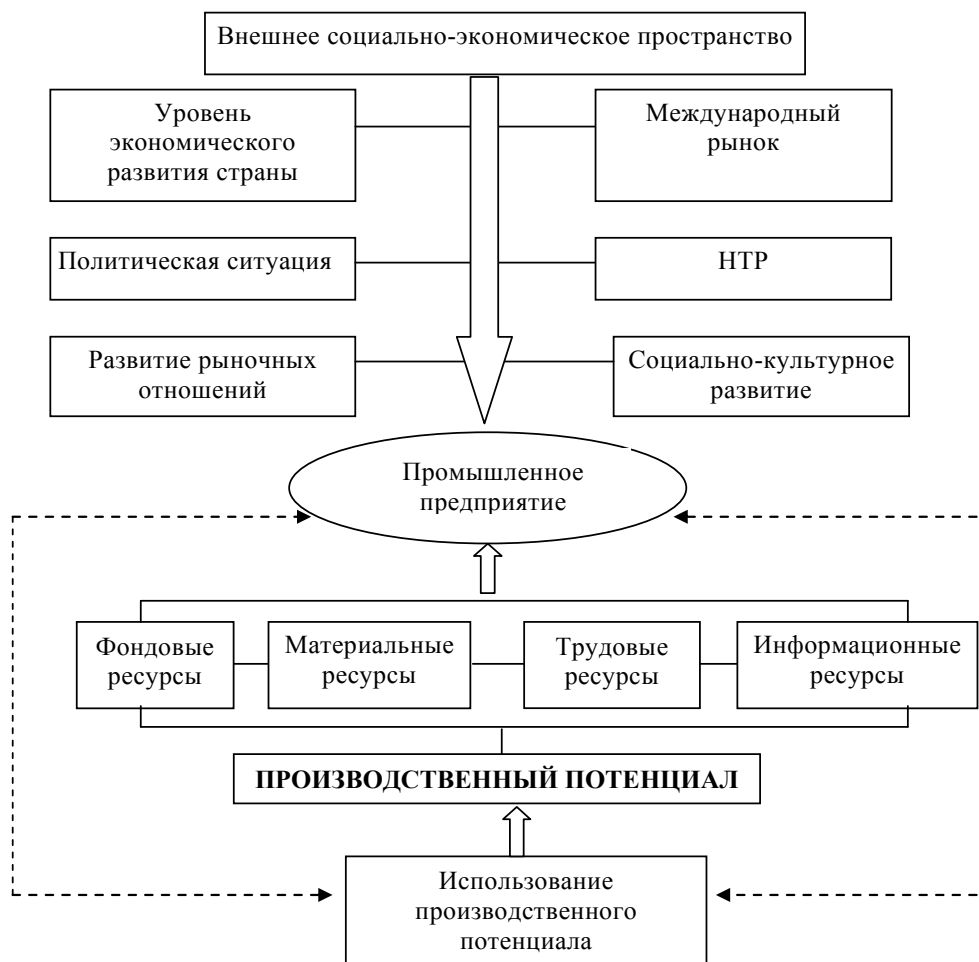 Внешнее социально-экономическое пространство
Уровень
экономического
развития страны
Международный
рынок
Политическая ситуация
НТР
Развитие рыночных
отношений
Социально-культурное
развитие
Промышленное
предприятие
Фондовые
ресурсы
Материальные
ресурсы
Трудовые
ресурсы
Информационные
ресурсы
ПРОИЗВОДСТВЕННЫЙ ПОТЕНЦИАЛ
Использование
производственного
потенциала